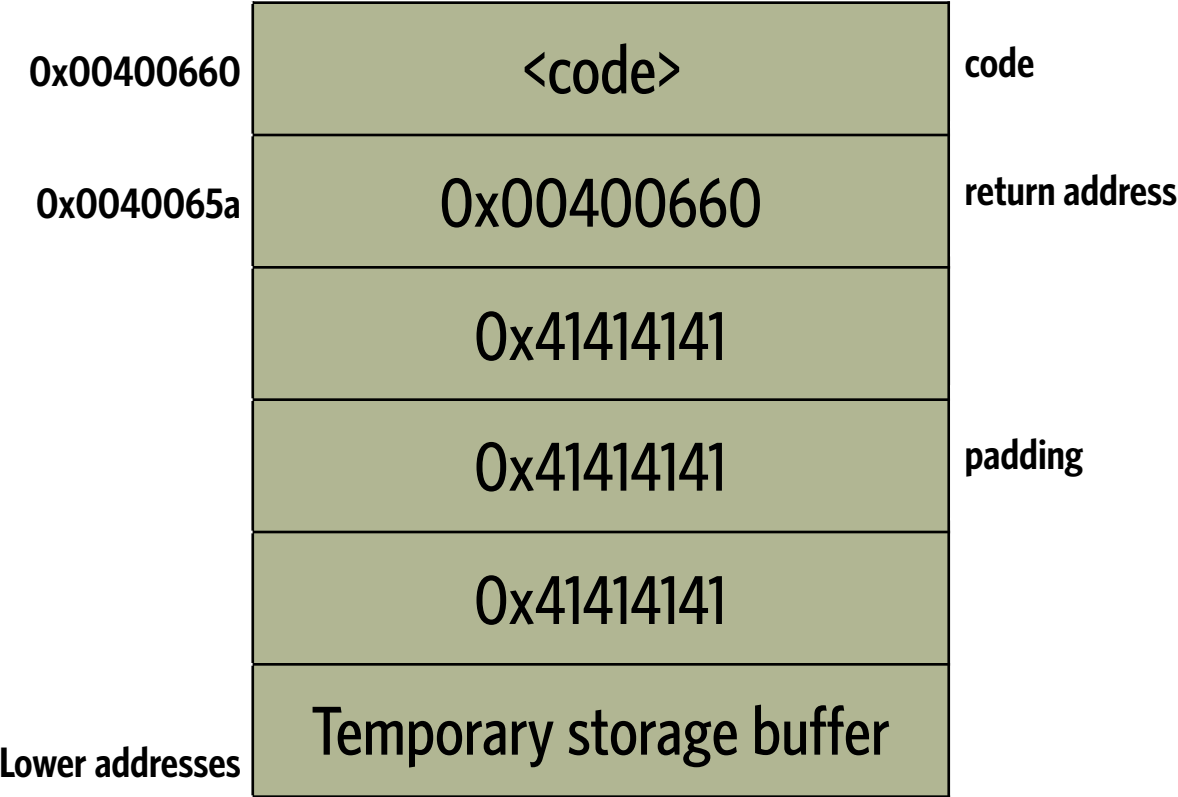 0x00400660 <code> code
0x0040065a 0x00400660 return address
0x41414141
0x41414141 padding
0x41414141
Temporary storage buffer
Lower addresses